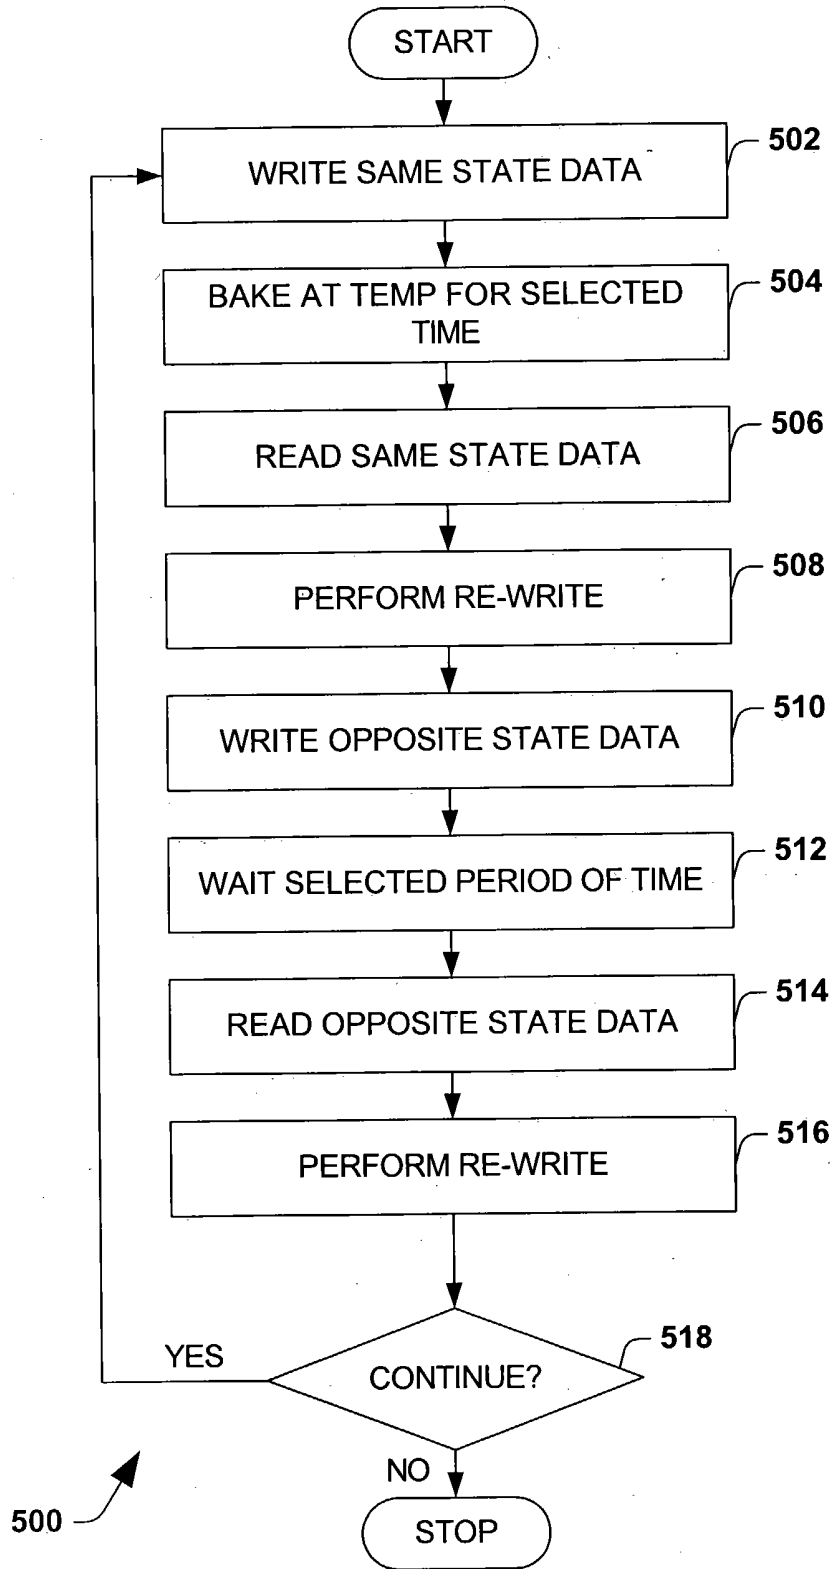 START
502
WRITE SAME STATE DATA
504
BAKE AT TEMP FOR SELECTED
TIME
506
READ SAME STATE DATA
508
PERFORM RE-WRITE
510
WRITE OPPOSITE STATE DATA
512
WAIT SELECTED PERIOD OF TIME
514
READ OPPOSITE STATE DATA
516
PERFORM RE-WRITE
518
YES
CONTINUE?
NO
500
STOP